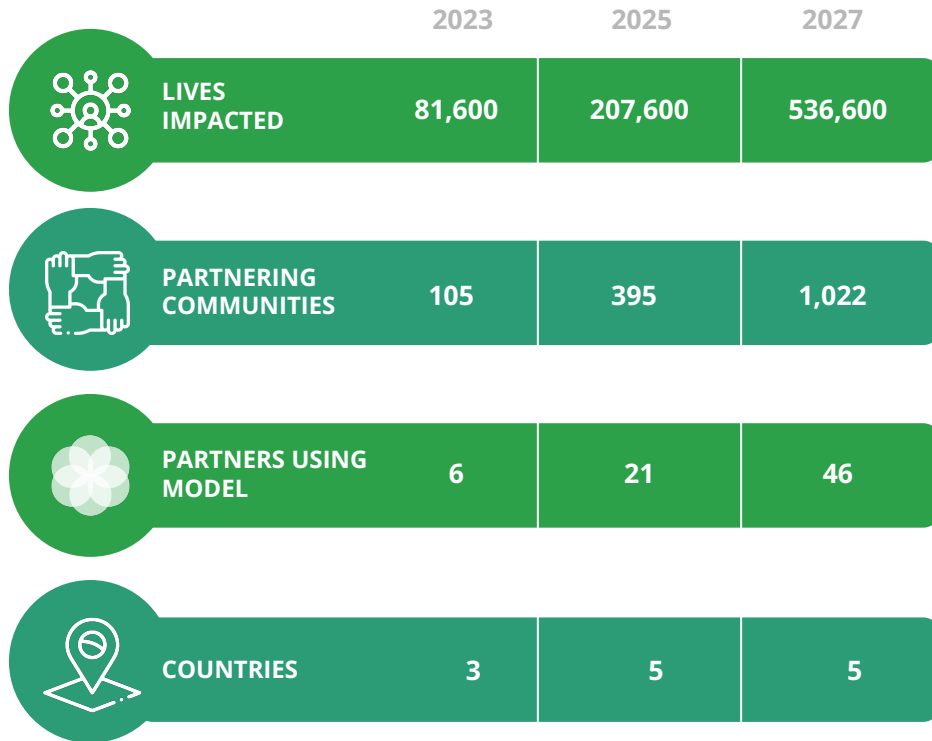 2023 2025 2027
LIVES
IMPACTED
81,600 207,600 536,600
PARTNERING
COMMUNITIES
105 395 1,022
PARTNERS USING
MODEL
6 21 46
COUNTRIES 3 5 5